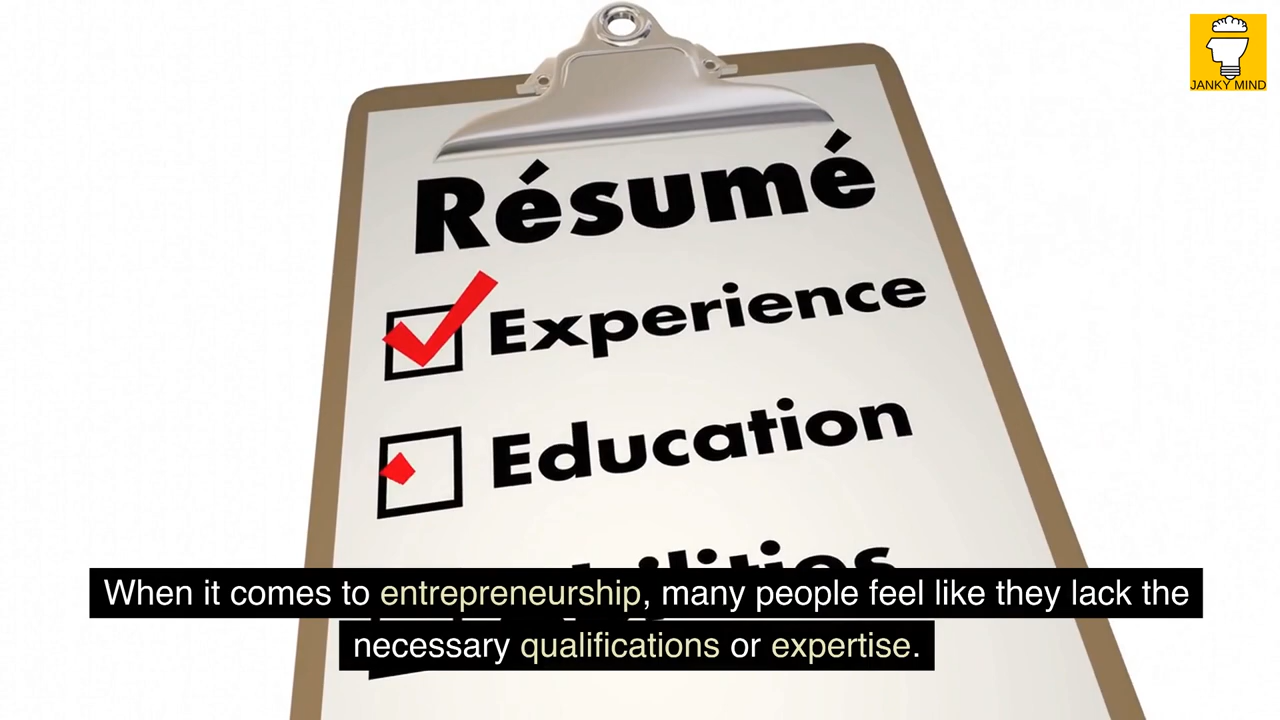 JANKY MIND
Résumé
Experience
Education
When it comes to entrepreneurship, many people feel like they lack the
necessary qualifications or expertise.